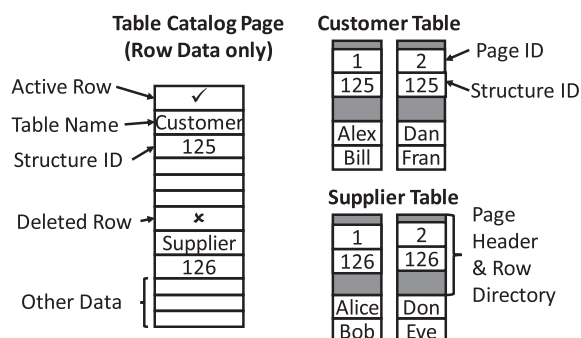 Table Catalog Page
(Row Data only)
Active Row
✓
Table Name
Customer
Structure ID
125
Deleted Row
✘
Supplier
126
Other Data
Customer Table
1
2
Page ID
125
125
Structure ID
Alex
Dan
Bill
Fran
Supplier Table
1
2
126
126
Page
Header
& Row
Directory
Alice
Don
Bob
Eve